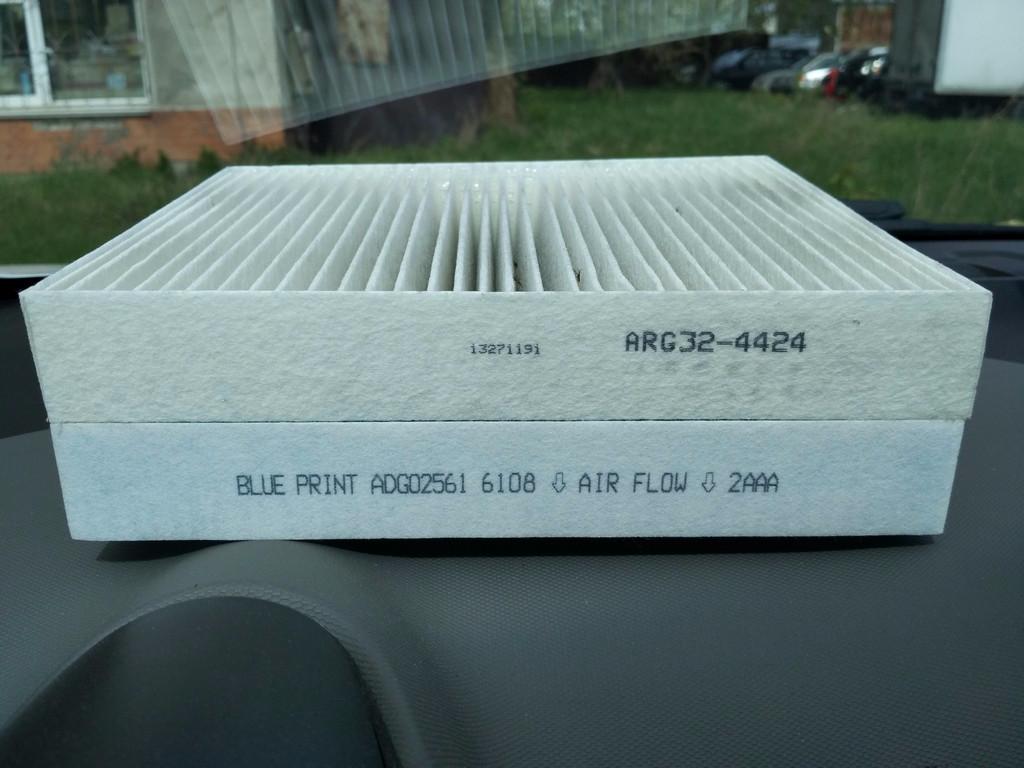 13271191 ARG32-4424
BLUE PRINT ADG02561 6108 ⇩ AIR FLOW ⇩ 2AAA